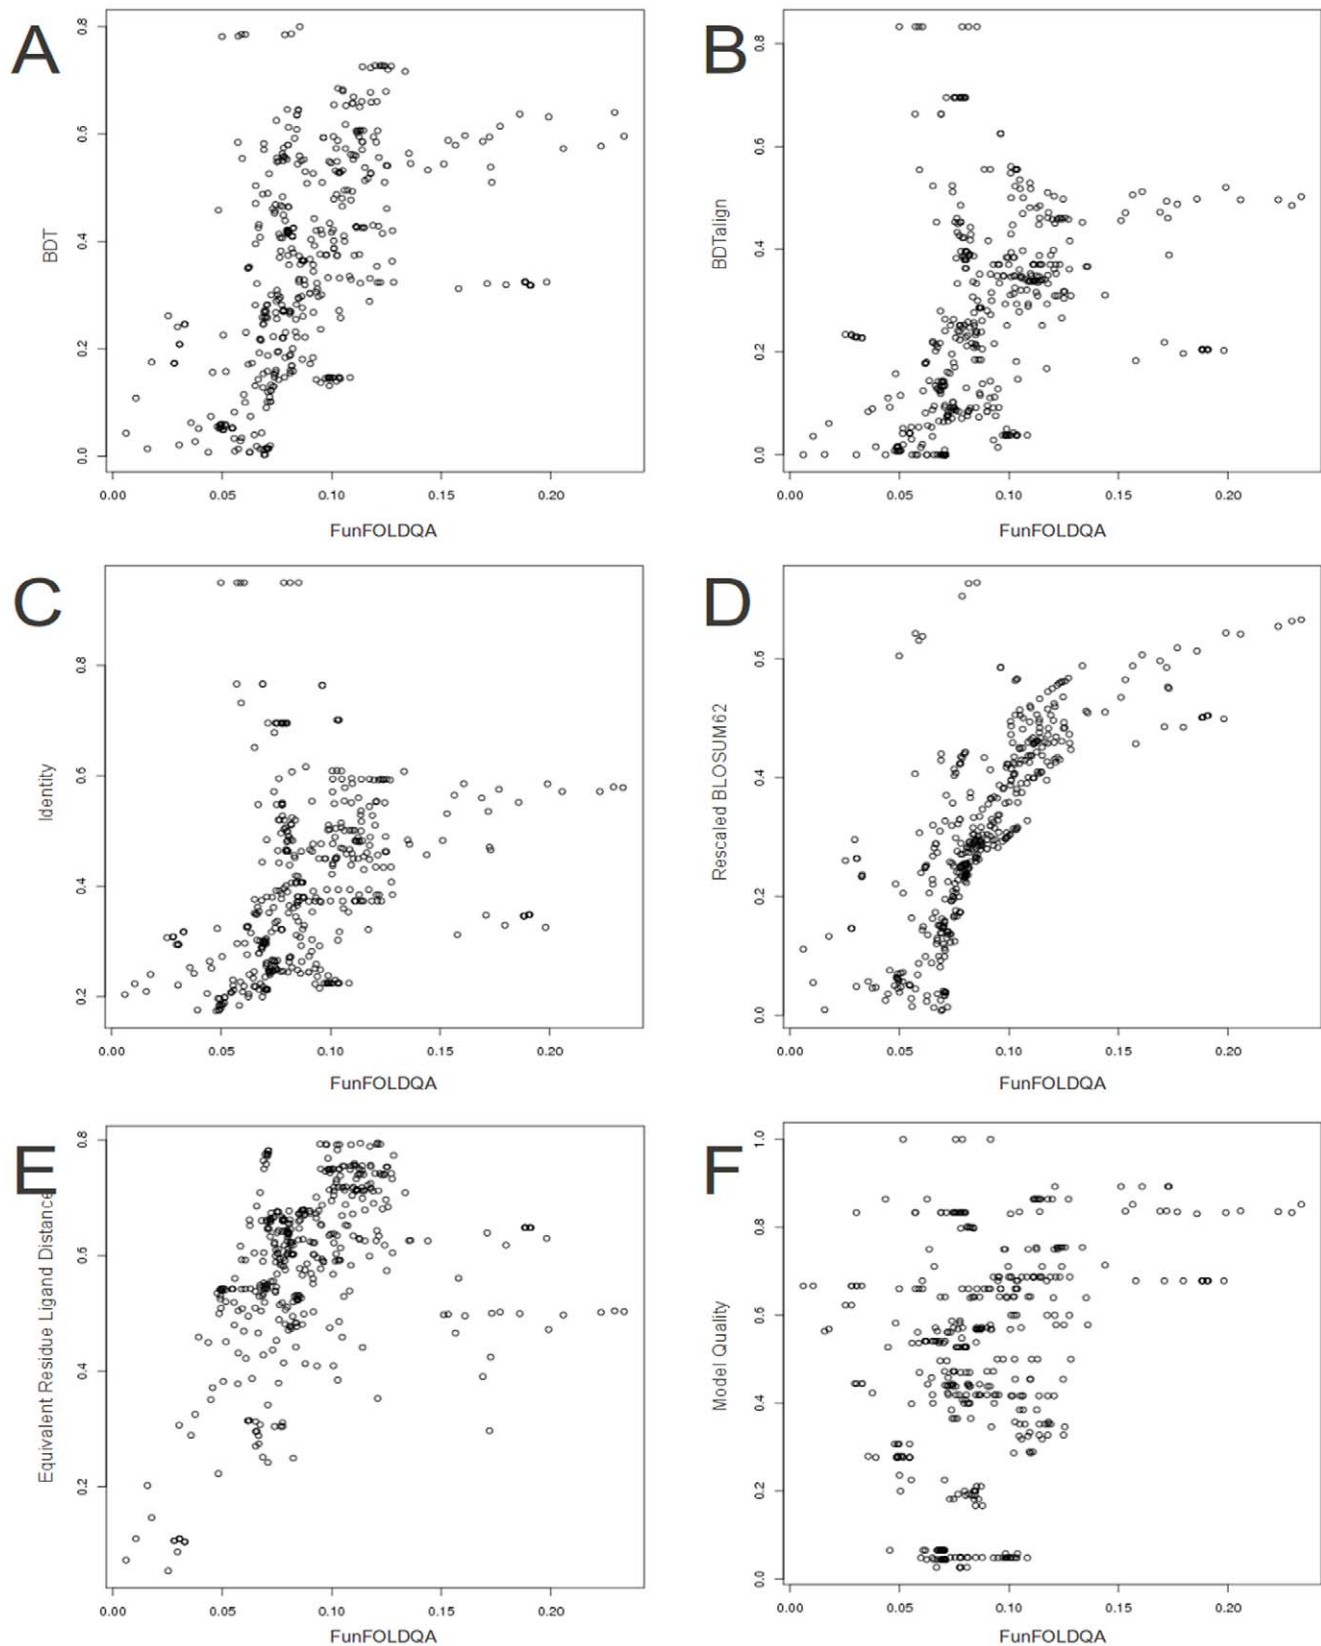 A
B
BDT
0.0 0.2 0.4 0.6 0.8
0.00 0.05 0.10 0.15 0.20
FunFOLDQA
BDTalign
0.0 0.2 0.4 0.6 0.8
0.00 0.05 0.10 0.15 0.20
FunFOLDQA
C
D
Identity
0.2 0.4 0.6 0.8
0.00 0.05 0.10 0.15 0.20
FunFOLDQA
Rescaled BLOSUM62
0.0 0.2 0.4 0.6
0.00 0.05 0.10 0.15 0.20
FunFOLDQA
E
F
Equivalent Residue Ligand Distance
0.2 0.4 0.6 0.8
0.00 0.05 0.10 0.15 0.20
FunFOLDQA
Model Quality
0.0 0.2 0.4 0.6 0.8 1.0
0.00 0.05 0.10 0.15 0.20
FunFOLDQA